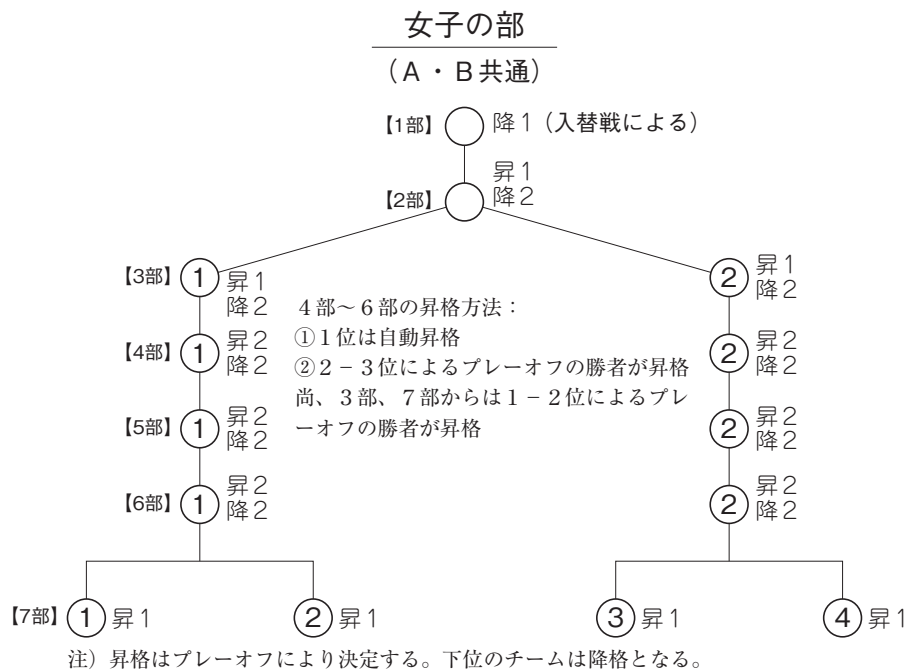 女子の部
（A・B共通）
【1部】 降1（入替戦による）
昇1
【2部】 降2
【3部】 1 昇1 降2
2 昇1 降2
4部～6部の昇格方法：
①1位は自動昇格
②2－3位によるプレーオフの勝者が昇格
尚、3部、7部からは1－2位によるプレ
ーオフの勝者が昇格
【4部】 1 昇2 降2
2 昇2 降2
【5部】 1 昇2 降2
2 昇2 降2
【6部】 1 昇2 降2
2 昇2 降2
【7部】 1 昇1 2 昇1 3 昇1 4 昇1
注）昇格はプレーオフにより決定する。下位のチームは降格となる。